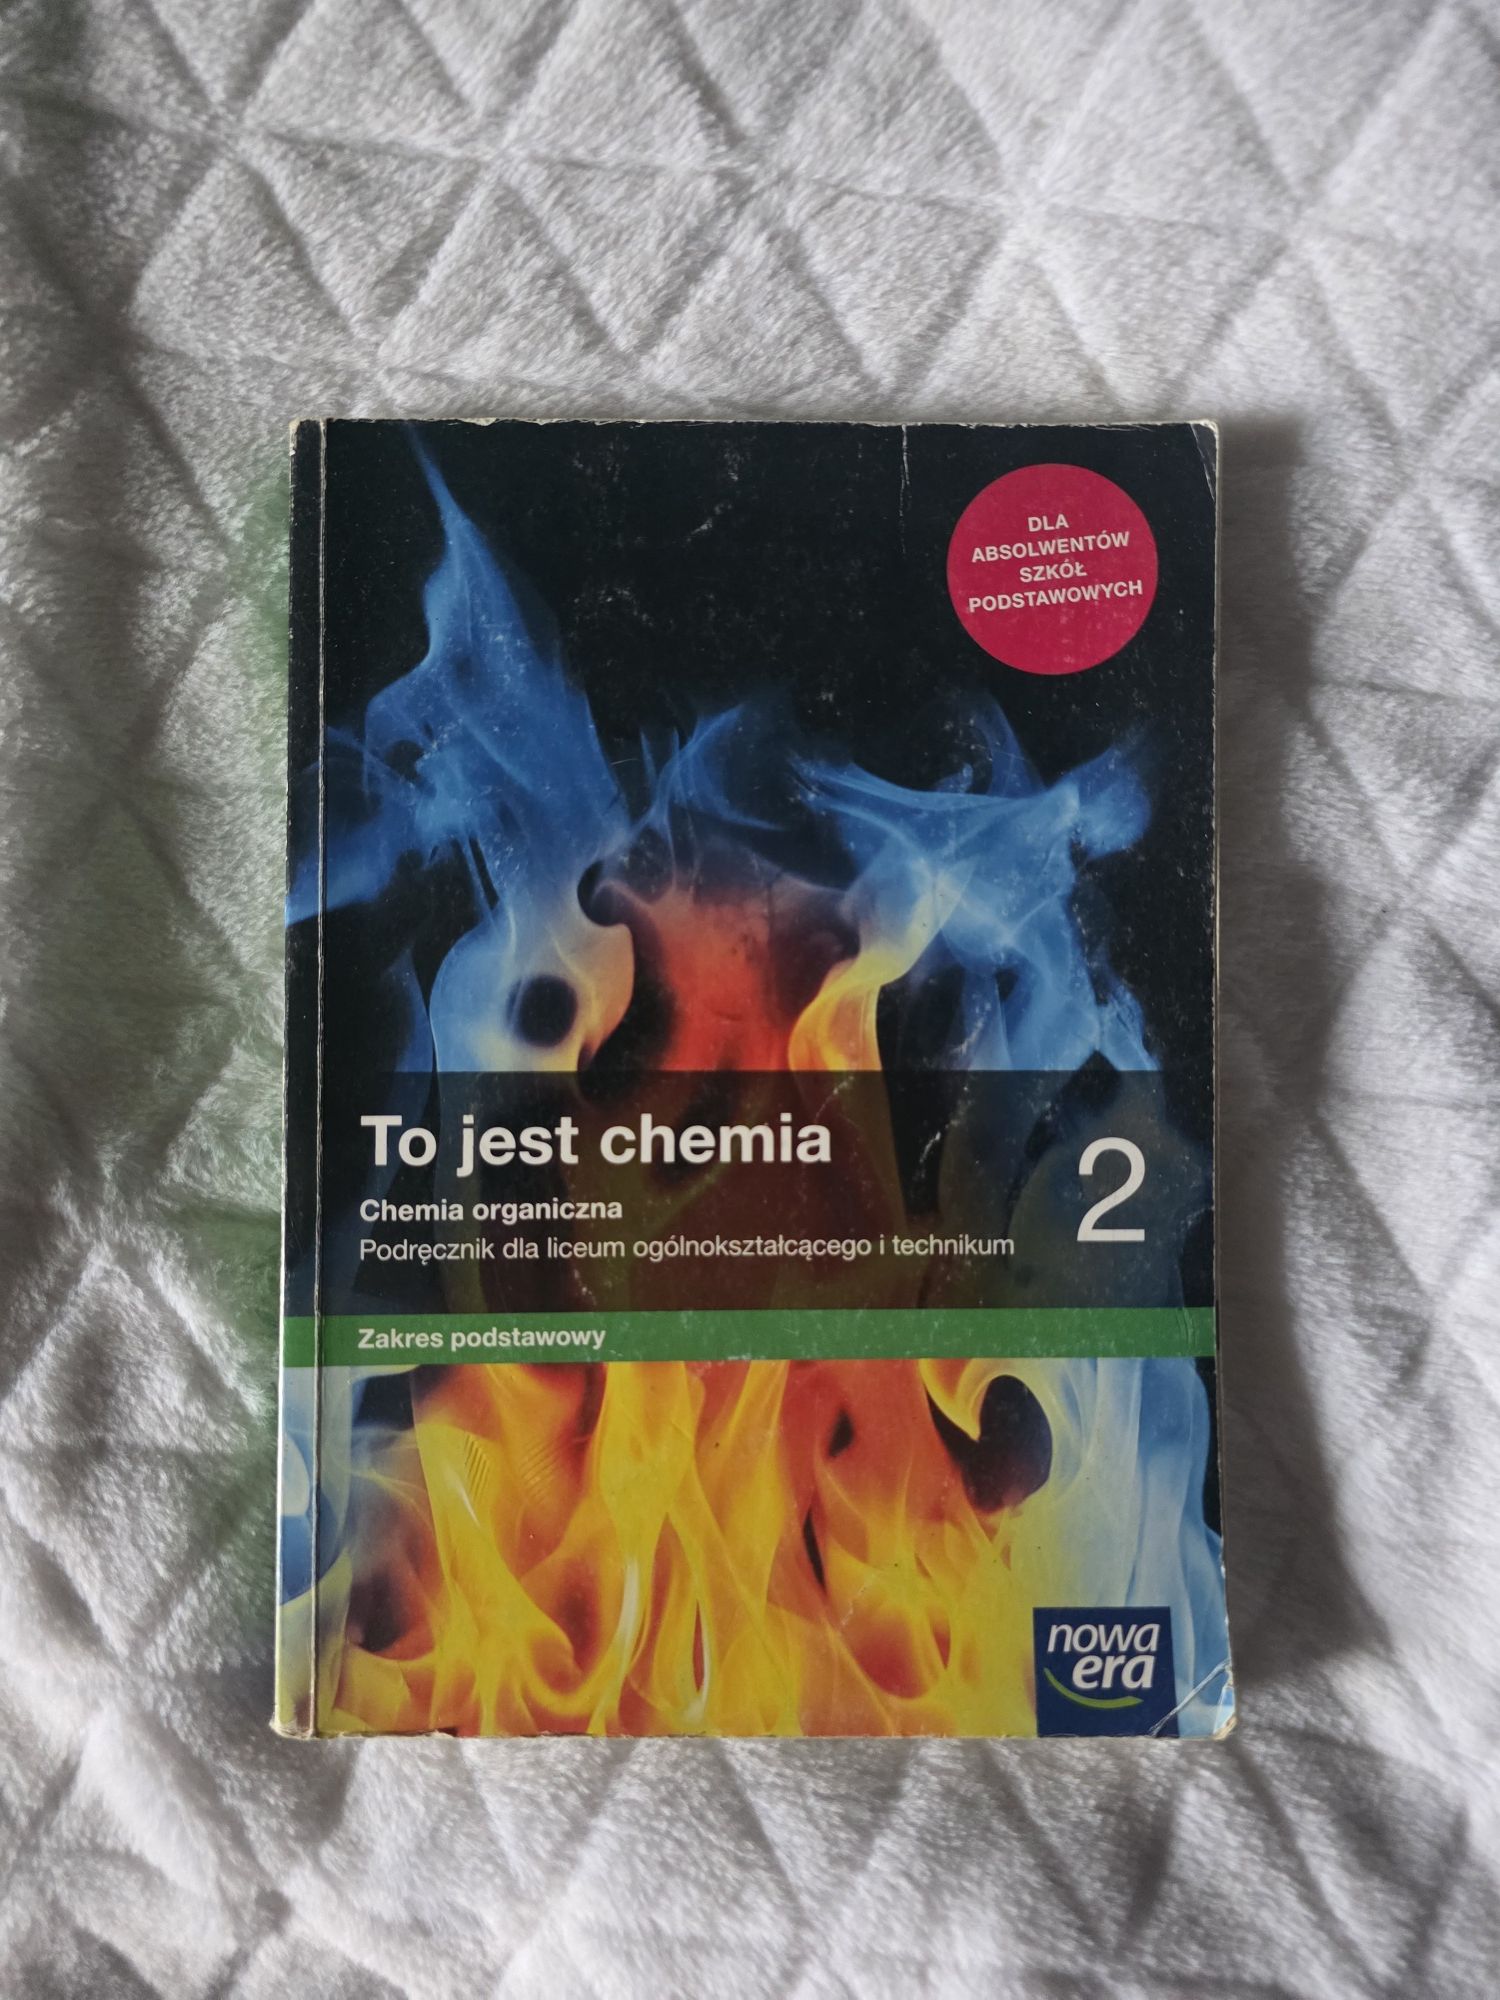 DLA
ABSOLWENTÓW
SZKÓŁ
PODSTAWOWYCH
To jest chemia
2
Chemia organiczna
Podręcznik dla liceum ogólnokształcącego i technikum
Zakres podstawowy
nowa
era